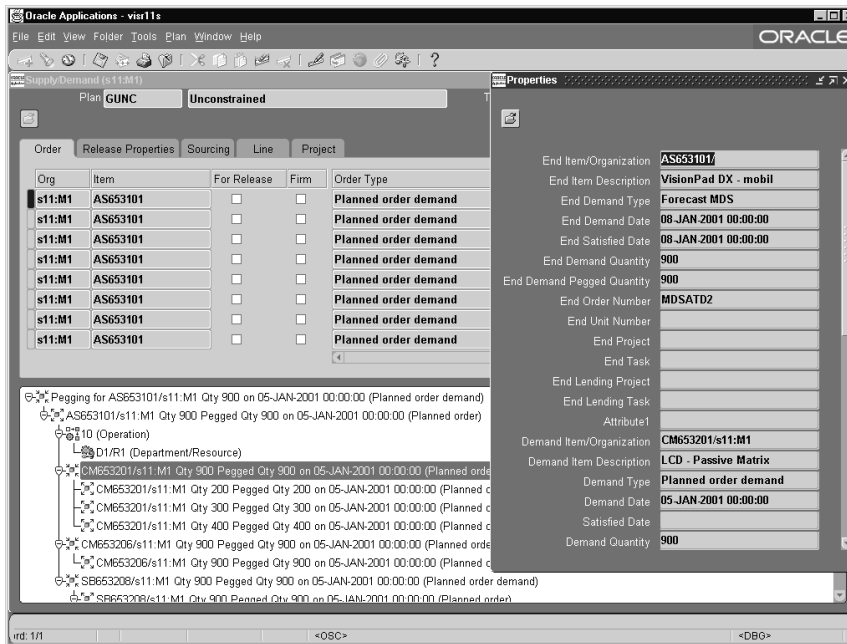 Oracle Applications - visr11s
File Edit View Folder Tools Plan Window Help
ORACLE
?
Supply/Demand (s11:M1)
Plan GUNC Unconstrained T
Order Release Properties Sourcing Line Project
Org Item For Release Firm Order Type
s11:M1 AS653101 Planned order demand
s11:M1 AS653101 Planned order demand
s11:M1 AS653101 Planned order demand
s11:M1 AS653101 Planned order demand
s11:M1 AS653101 Planned order demand
s11:M1 AS653101 Planned order demand
s11:M1 AS653101 Planned order demand
s11:M1 AS653101 Planned order demand
Pegging for AS653101/s11:M1 Qty 900 on 05-JAN-2001 00:00:00 (Planned order demand)
AS653101/s11:M1 Qty 900 Pegged Qty 900 on 05-JAN-2001 00:00:00 (Planned order)
10 (Operation)
D1/R1 (Department/Resource)
CM653201/s11:M1 Qty 900 Pegged Qty 900 on 05-JAN-2001 00:00:00 (Planned orde
CM653201/s11:M1 Qty 200 Pegged Qty 200 on 05-JAN-2001 00:00:00 (Planned o
CM653201/s11:M1 Qty 300 Pegged Qty 300 on 05-JAN-2001 00:00:00 (Planned o
CM653201/s11:M1 Qty 400 Pegged Qty 400 on 05-JAN-2001 00:00:00 (Planned o
CM653206/s11:M1 Qty 900 Pegged Qty 900 on 05-JAN-2001 00:00:00 (Planned orde
CM653206/s11:M1 Qty 900 Pegged Qty 900 on 05-JAN-2001 00:00:00 (Planned o
SB653208/s11:M1 Qty 900 Pegged Qty 900 on 05-JAN-2001 00:00:00 (Planned order demand)
SB653208/s11:M1 Qty 900 Pegged Qty 900 on 05-JAN-2001 00:00:00 (Planned order)
Properties
End Item/Organization AS653101/
End Item Description VisionPad DX - mobil
End Demand Type Forecast MDS
End Demand Date 08-JAN-2001 00:00:00
End Satisfied Date 08-JAN-2001 00:00:00
End Demand Quantity 900
End Demand Pegged Quantity 900
End Order Number MDSATD2
End Unit Number
End Project
End Task
End Lending Project
End Lending Task
Attribute1
Demand Item/Organization CM653201/s11:M1
Demand Item Description LCD - Passive Matrix
Demand Type Planned order demand
Demand Date 05-JAN-2001 00:00:00
Satisfied Date
Demand Quantity 900
rd: 1/1 <OSC> <DBG>